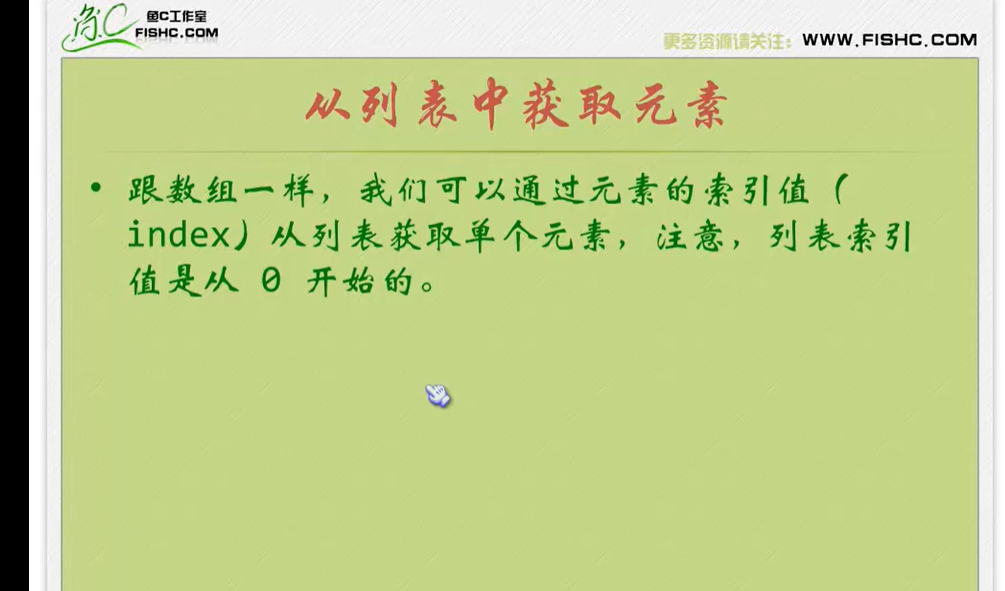 鱼C
鱼C工作室
FISHC.COM
更多资源请关注：WWW.FISHC.COM
从列表中获取元素
• 跟数组一样，我们可以通过元素的索引值（
index）从列表获取单个元素，注意，列表索引
值是从 0 开始的。